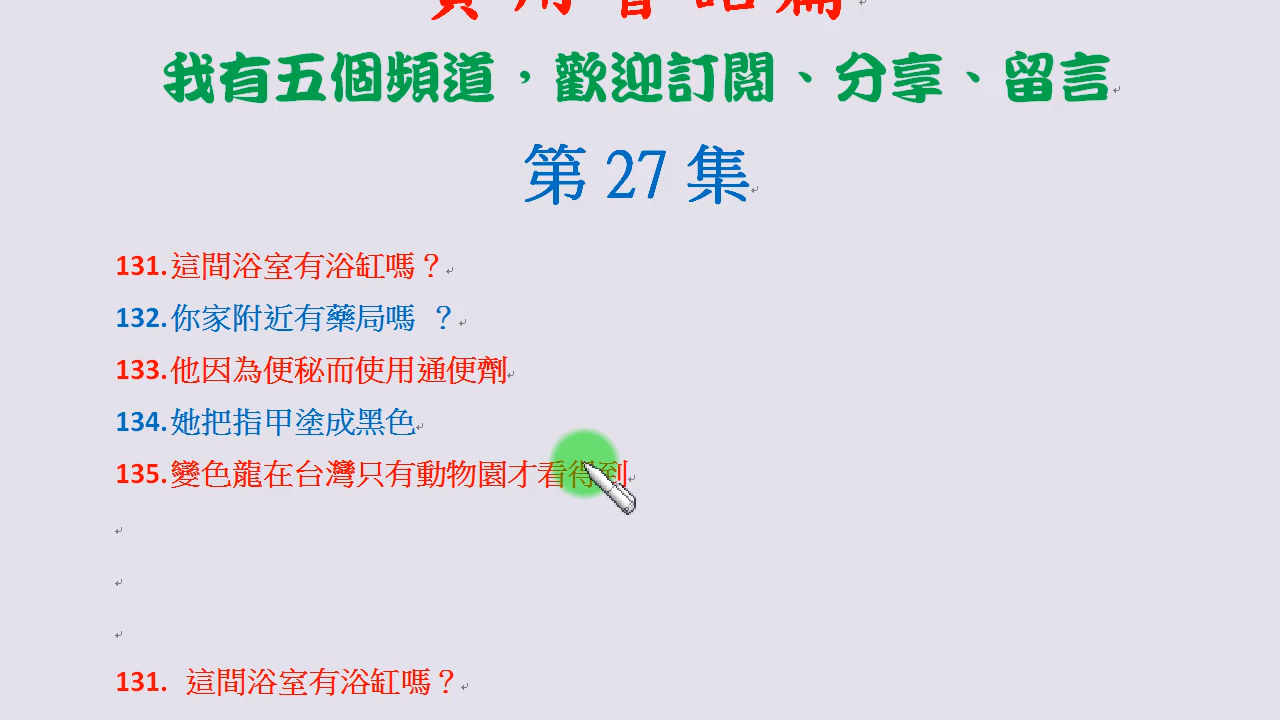 我有五個頻道，歡迎訂閱、分享、留言
第 27 集
131.這間浴室有浴缸嗎？
132.你家附近有藥局嗎 ？
133.他因為便秘而使用通便劑
134.她把指甲塗成黑色
135.變色龍在台灣只有動物園才看得到
131. 這間浴室有浴缸嗎？